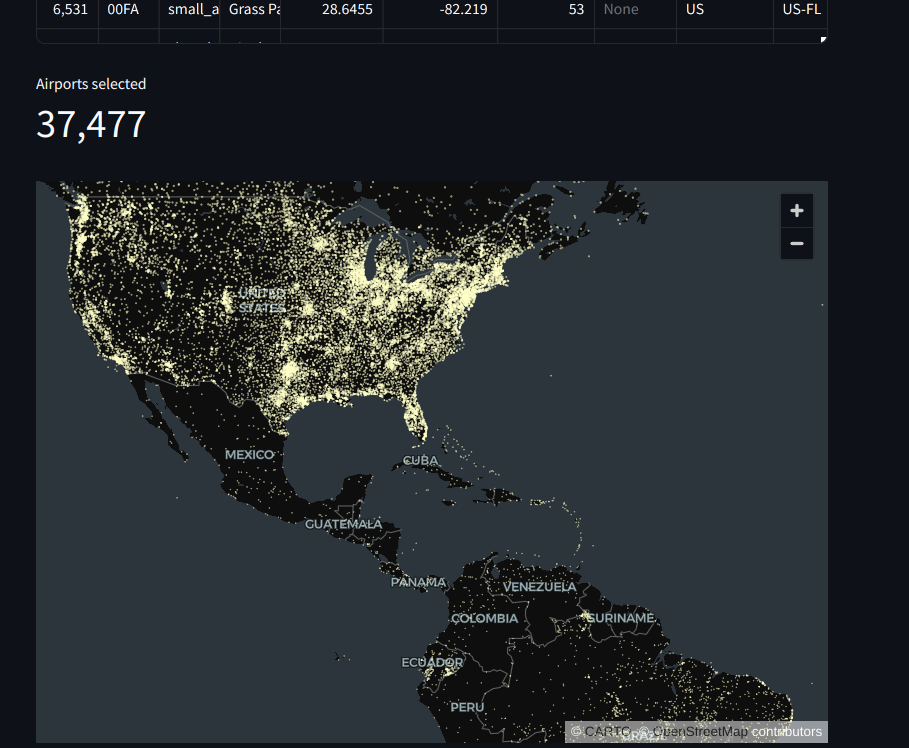 6,531 00FA small_a Grass Pa 28.6455 -82.219 53 None US US-FL
Airports selected
37,477
+
−
UNITED
STATES
MEXICO
CUBA
GUATEMALA
PANAMA
VENEZUELA
COLOMBIA
SURINAME
ECUADOR
PERU
© CARTO, © OpenStreetMap contributors
BRAZIL